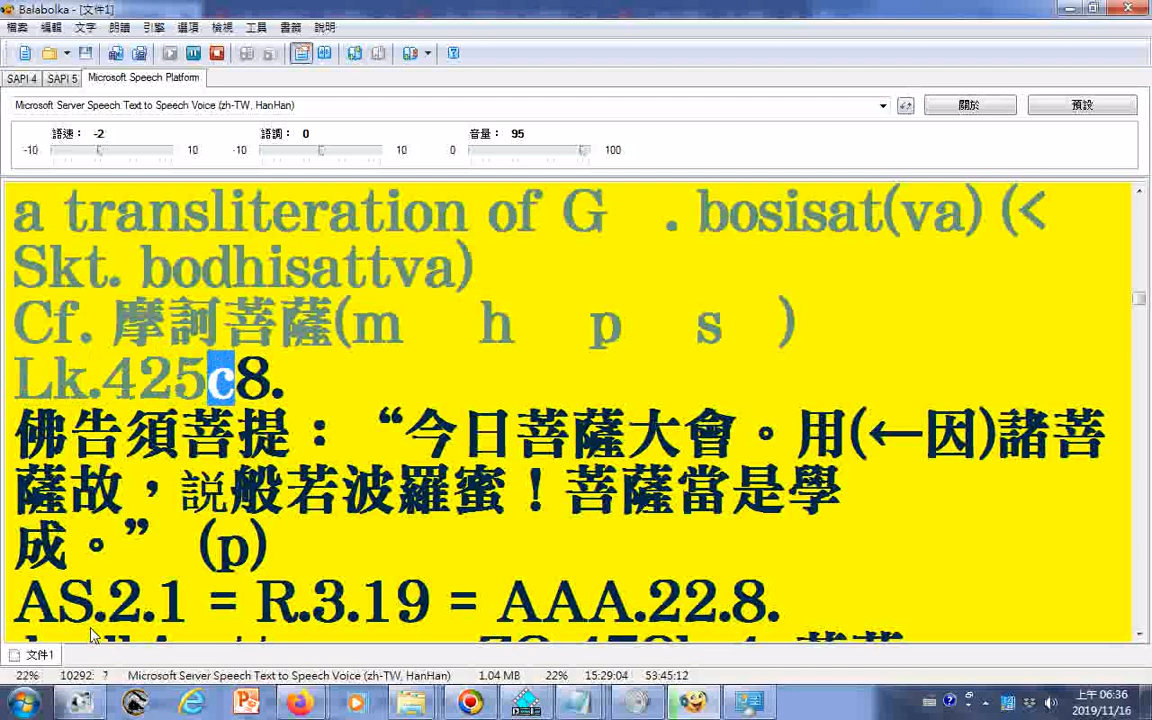 Balabolka - [文件1]
檔案 編輯 文字 朗讀 引擎 選項 檢視 工具 書籤 說明
SAPI 4 SAPI 5 Microsoft Speech Platform
Microsoft Server Speech Text to Speech Voice (zh-TW, HanHan) 關於 預設
語速： -2 語調： 0 音量： 95
-10 10 -10 10 0 100
a transliteration of G . bosisat(va) (<
Skt. bodhisattva)
Cf. 摩訶菩薩(m h p s )
Lk.425c8.
佛告須菩提：“今日菩薩大會。用(←因)諸菩
薩故，説般若波羅蜜！菩薩當是學
成。” (p)
AS.2.1 = R.3.19 = AAA.22.8.
文件1
22% 10292: ? Microsoft Server Speech Text to Speech Voice (zh-TW, HanHan) 1.04 MB 22% 15:29:04 53:45:12
上午 06:36
2019/11/16